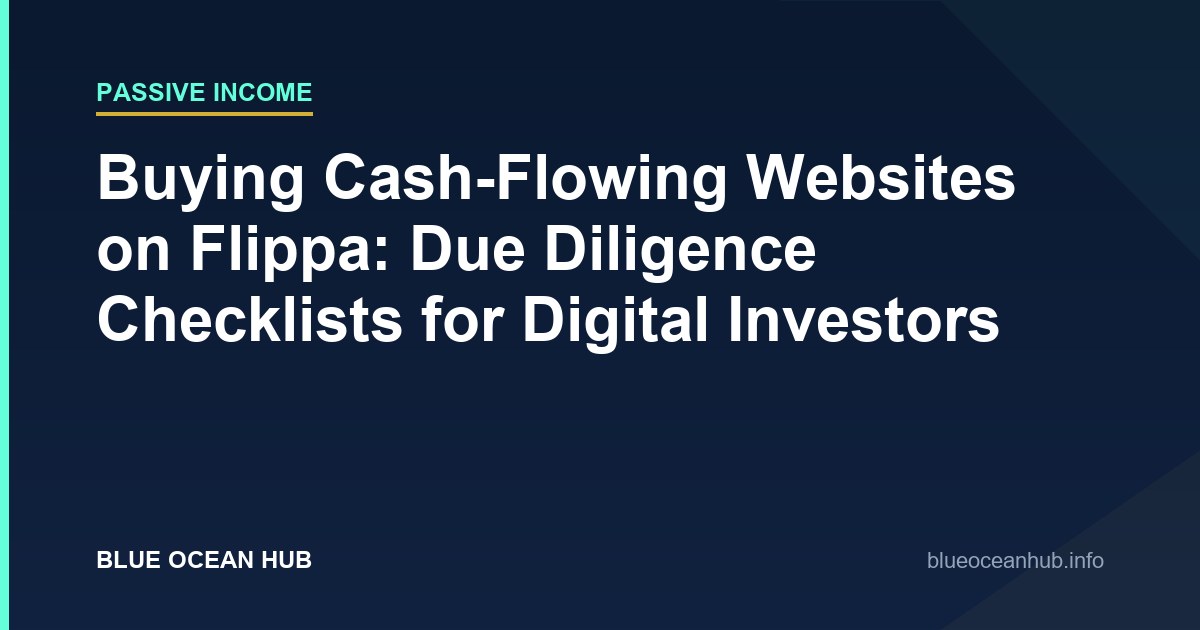 PASSIVE INCOME
Buying Cash-Flowing Websites
on Flippa: Due Diligence
Checklists for Digital Investors
BLUE OCEAN HUB
blueoceanhub.info